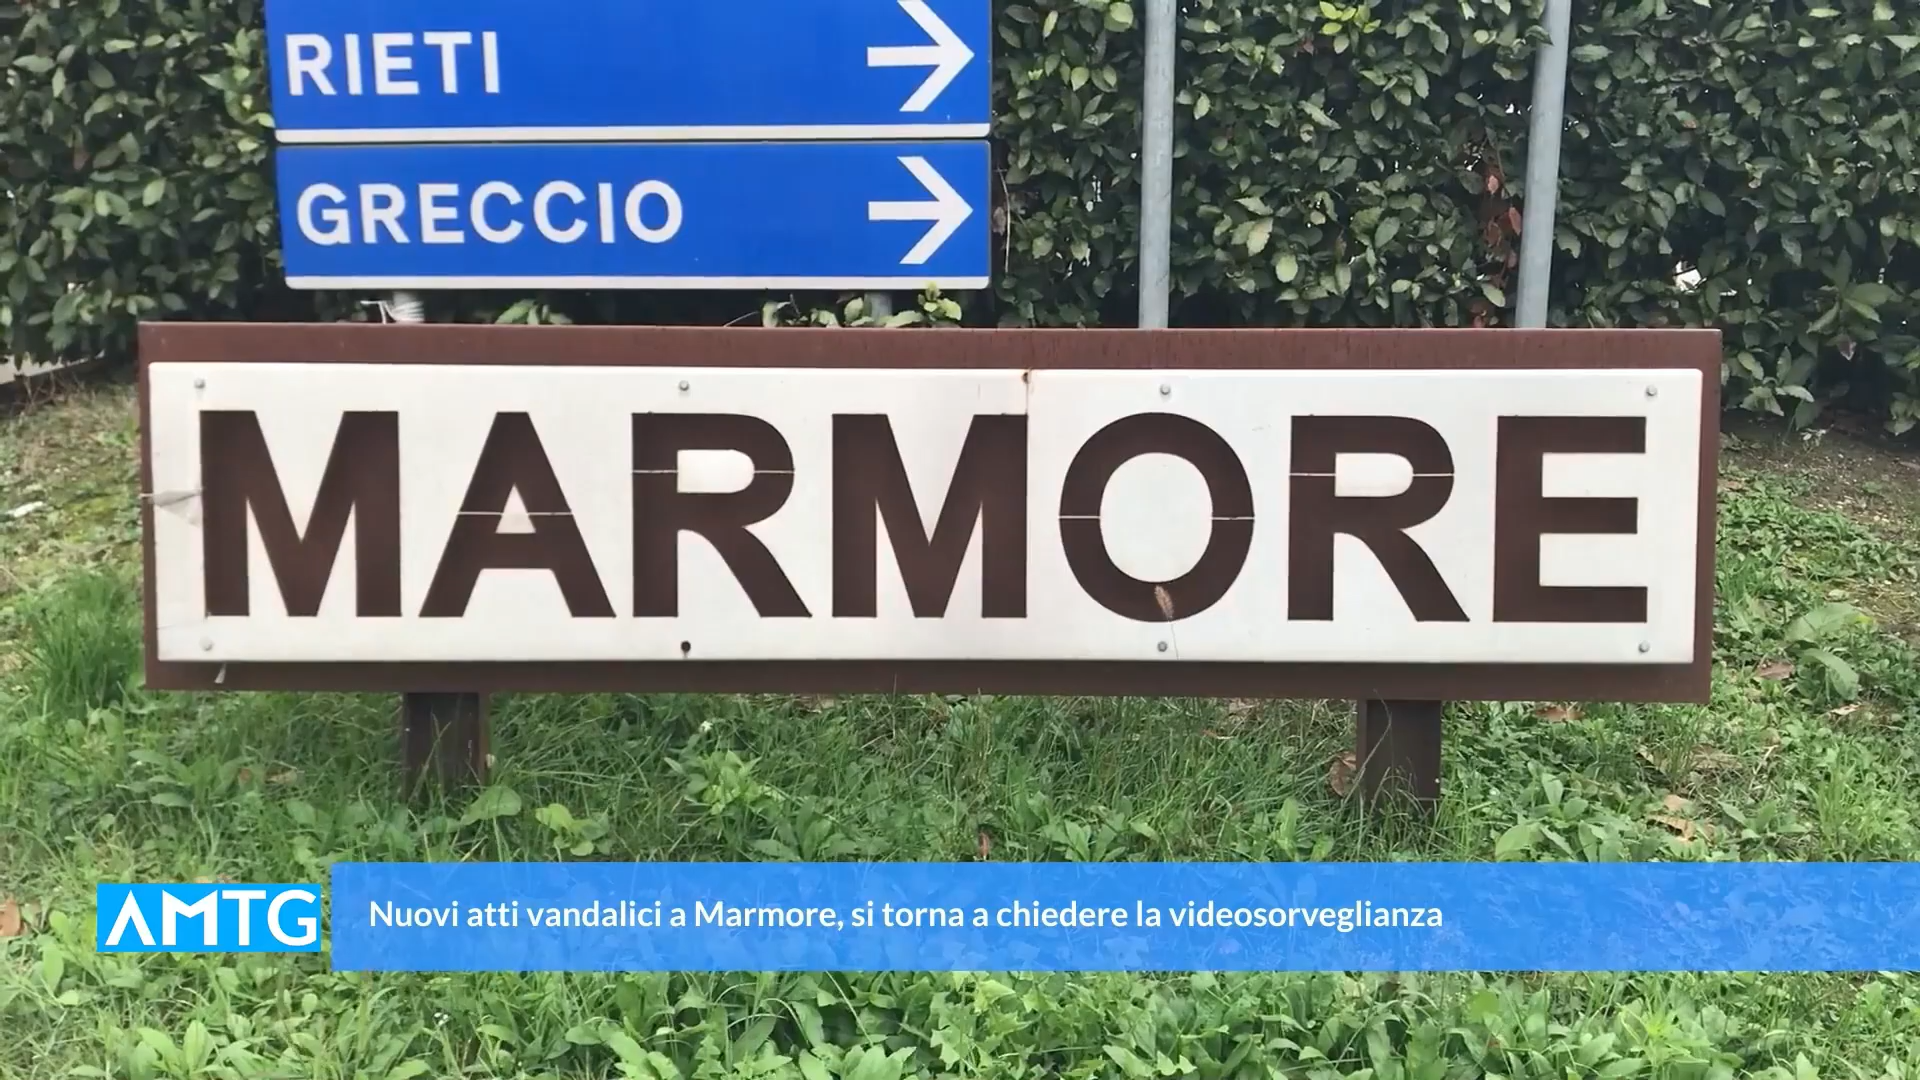 RIETI
GRECCIO
MARMORE
AMTG
Nuovi atti vandalici a Marmore, si torna a chiedere la videosorveglianza